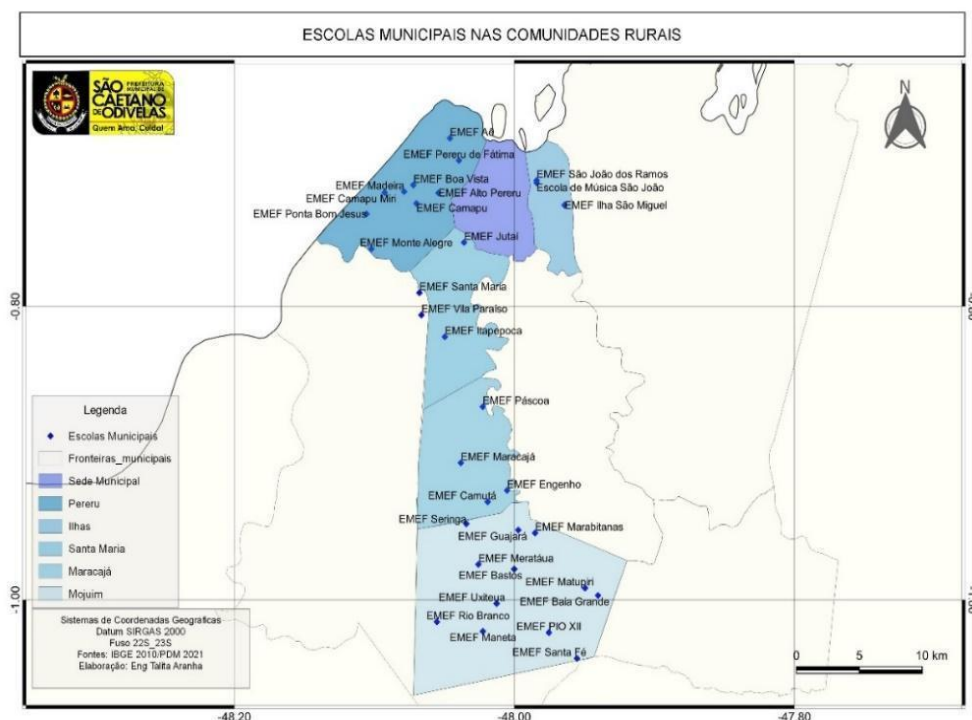 ESCOLAS MUNICIPAIS NAS COMUNIDADES RURAIS
SÃO
CAETANO
DE ODIVELAS
PREFEITURA
MUNICIPAL DE
Quem Ama, Cuida!
N
EMEF Aê
EMEF Pereru de Fátima
EMEF São João dos Ramos
EMEF Boa Vista
Escola de Música São João
EMEF Madeira
EMEF Alto Pereru
EMEF Camapu Miri
EMEF Camapu
EMEF Ilha São Miguel
EMEF Ponta Bom Jesus
EMEF Jutaí
EMEF Monte Alegre
EMEF Santa Maria
-0.80
-0.80
EMEF Vila Paraíso
EMEF Itapepoca
EMEF Páscoa
EMEF Maracajá
EMEF Engenho
EMEF Camutá
EMEF Seringa
EMEF Marabitanas
EMEF Guajará
EMEF Meratáua
EMEF Bastos
EMEF Matupiri
-1.00
-1.00
EMEF Uxiteua
EMEF Baia Grande
EMEF Rio Branco
EMEF PIO XII
EMEF Maneta
EMEF Santa Fé
Legenda
Escolas Municipais
Fronteiras_municipais
Sede Municipal
Pereru
Ilhas
Santa Maria
Maracajá
Mojuim
Sistemas de Coordenadas Geograficas
Datum SIRGAS 2000
Fuso 22S_23S
Fontes: IBGE 2010/PDM 2021
Elaboração: Eng Talita Aranha
0 5 10 km
-48.20
-48.00
-47.80